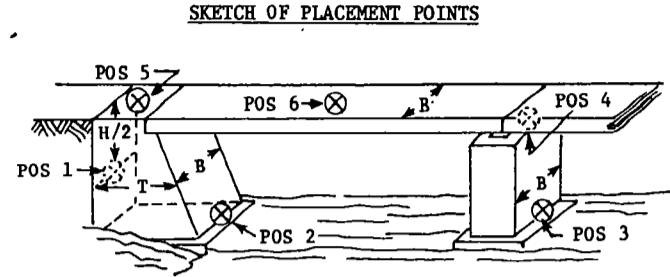 SKETCH OF PLACEMENT POINTS
POS 5
POS 6
B
POS 4
H/2
POS 1
T
B
B
POS 2
POS 3